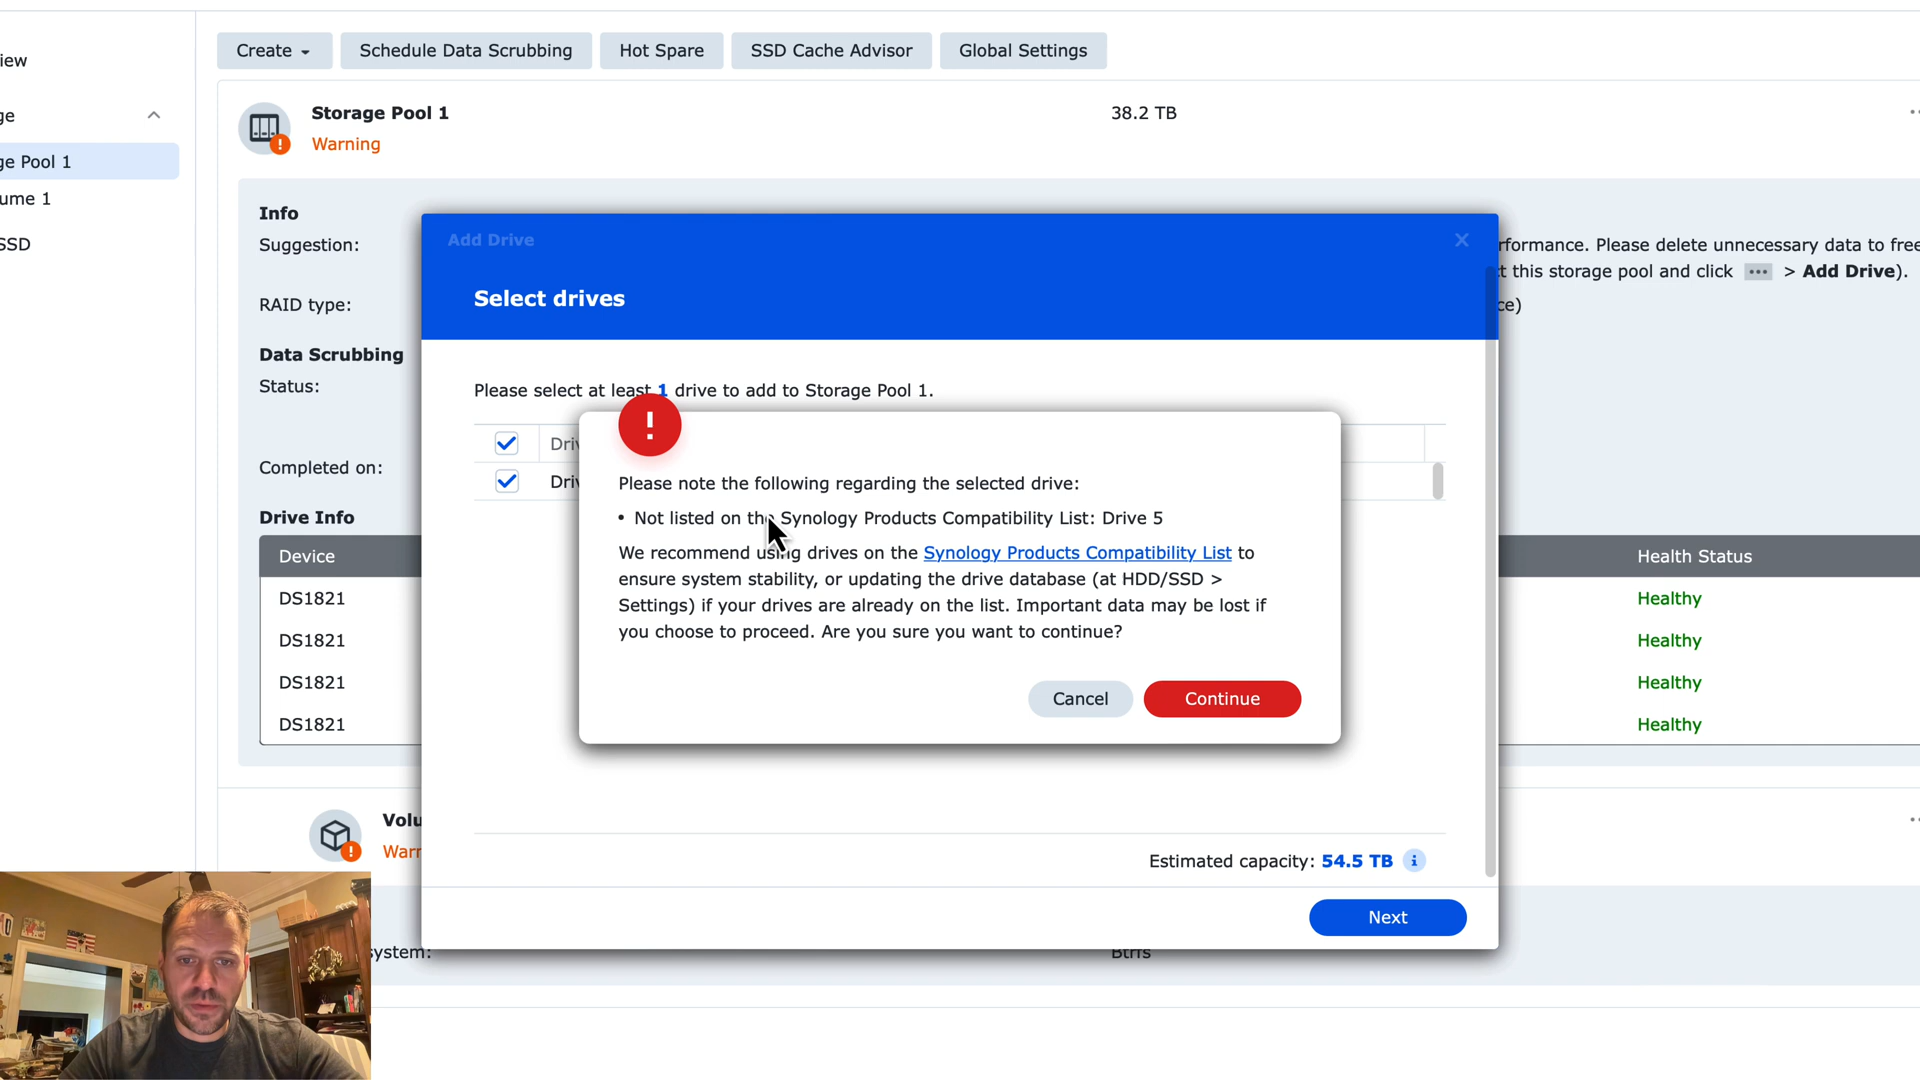 iew
Create
Schedule Data Scrubbing
Hot Spare
SSD Cache Advisor
Global Settings
ge
Storage Pool 1
38.2 TB
Warning
ge Pool 1
ume 1
SSD
Info
Suggestion:
rformance. Please delete unnecessary data to free
t this storage pool and click ··· > Add Drive).
RAID type:
ce)
Data Scrubbing
Status:
Completed on:
Drive Info
Device
Health Status
DS1821
Healthy
DS1821
Healthy
DS1821
Healthy
DS1821
Healthy
Add Drive
Select drives
Please select at least 1 drive to add to Storage Pool 1.
Driv
Driv
!
Please note the following regarding the selected drive:
• Not listed on the Synology Products Compatibility List: Drive 5
We recommend using drives on the Synology Products Compatibility List to
ensure system stability, or updating the drive database (at HDD/SSD >
Settings) if your drives are already on the list. Important data may be lost if
you choose to proceed. Are you sure you want to continue?
Cancel
Continue
Estimated capacity: 54.5 TB
Next
Volu
Warr
system:
Btrfs